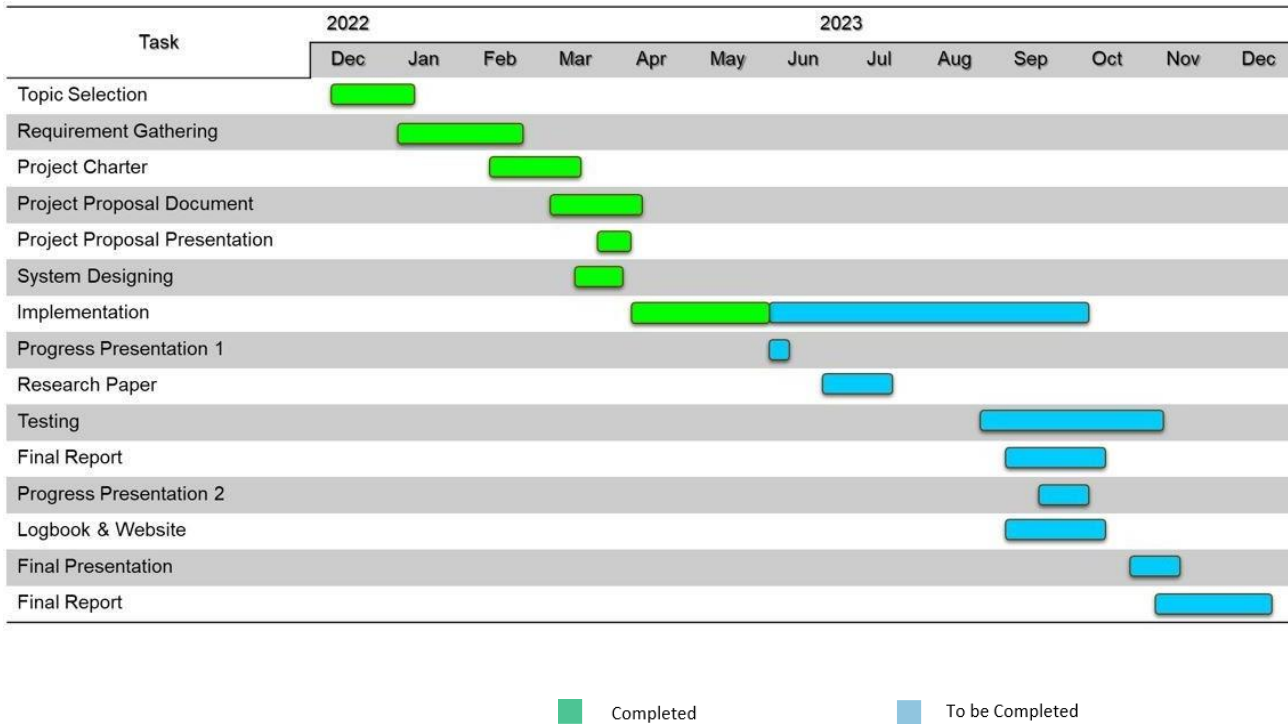 Task
2022 2023
Dec Jan Feb Mar Apr May Jun Jul Aug Sep Oct Nov Dec
Topic Selection
Requirement Gathering
Project Charter
Project Proposal Document
Project Proposal Presentation
System Designing
Implementation
Progress Presentation 1
Research Paper
Testing
Final Report
Progress Presentation 2
Logbook & Website
Final Presentation
Final Report
Completed To be Completed